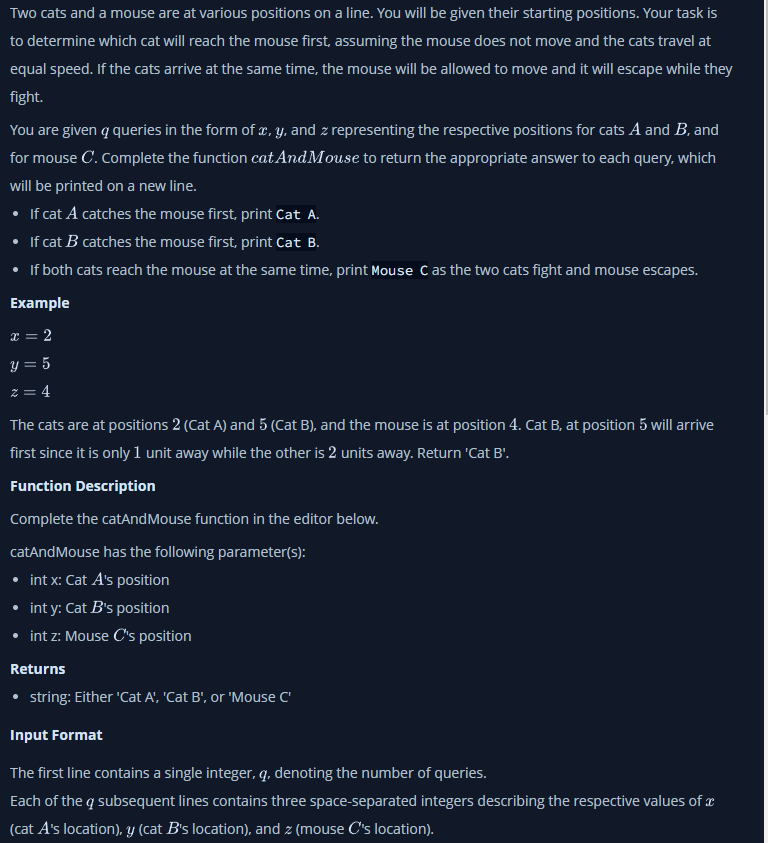 Two cats and a mouse are at various positions on a line. You will be given their starting positions. Your task is
to determine which cat will reach the mouse first, assuming the mouse does not move and the cats travel at
equal speed. If the cats arrive at the same time, the mouse will be allowed to move and it will escape while they
fight.
You are given q queries in the form of x, y, and z representing the respective positions for cats A and B, and
for mouse C. Complete the function catAndMouse to return the appropriate answer to each query, which
will be printed on a new line.
• If cat A catches the mouse first, print Cat A.
• If cat B catches the mouse first, print Cat B.
• If both cats reach the mouse at the same time, print Mouse C as the two cats fight and mouse escapes.
Example
x = 2
y = 5
z = 4
The cats are at positions 2 (Cat A) and 5 (Cat B), and the mouse is at position 4. Cat B, at position 5 will arrive
first since it is only 1 unit away while the other is 2 units away. Return 'Cat B'.
Function Description
Complete the catAndMouse function in the editor below.
catAndMouse has the following parameter(s):
• int x: Cat A's position
• int y: Cat B's position
• int z: Mouse C's position
Returns
• string: Either 'Cat A', 'Cat B', or 'Mouse C'
Input Format
The first line contains a single integer, q, denoting the number of queries.
Each of the q subsequent lines contains three space-separated integers describing the respective values of x
(cat A's location), y (cat B's location), and z (mouse C's location).